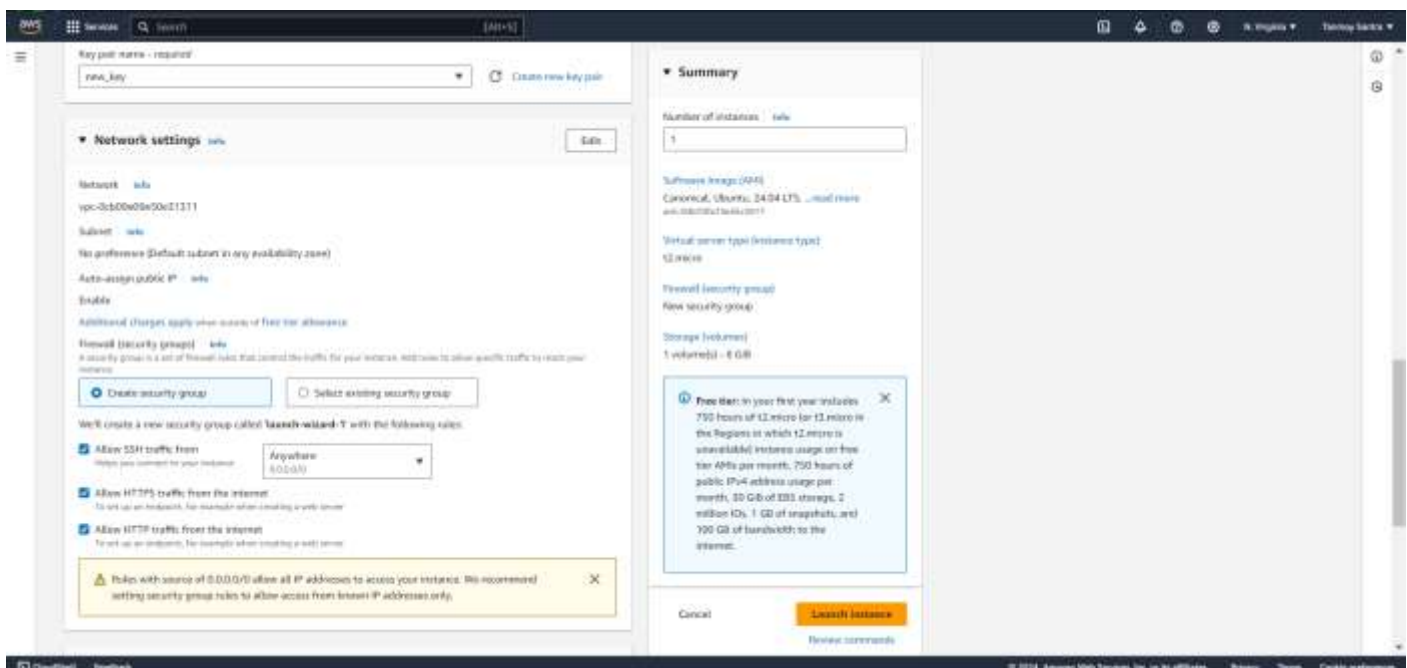 aws
Services
Search
[Alt+S]
N. Virginia
Key pair name - required
new_key
Create new key pair
Network settings Info
Edit
Network Info
Subnet Info
No preference (Default subnet in any availability zone)
Auto-assign public IP Info
Enable
Additional charges apply when outside of free tier allowance
Firewall (security groups) Info
A security group is a set of firewall rules that control the traffic for your instance. Add rules to allow specific traffic to reach your
instance.
Create security group
Select existing security group
We'll create a new security group called 'launch-wizard-1' with the following rules:
Allow SSH traffic from
Helps you connect to your instance
Anywhere
0.0.0.0/0
Allow HTTPS traffic from the internet
To set up an endpoint, for example when creating a web server
Allow HTTP traffic from the internet
To set up an endpoint, for example when creating a web server
Rules with source of 0.0.0.0/0 allow all IP addresses to access your instance. We recommend
setting security group rules to allow access from known IP addresses only.
Summary
Number of instances Info
1
Software Image (AMI)
Canonical, Ubuntu, 24.04 LTS, ...read more
Virtual server type (instance type)
t2.micro
Firewall (security group)
New security group
Storage (volumes)
1 volume(s) - 8 GiB
Free tier: In your first year includes
750 hours of t2.micro (or t3.micro in
the Regions in which t2.micro is
unavailable) instance usage on free
tier AMIs per month, 750 hours of
public IPv4 address usage per
month, 30 GiB of EBS storage, 2
million IOs, 1 GB of snapshots, and
100 GB of bandwidth to the
internet.
Cancel
Launch instance
Review commands
CloudShell Feedback
© 2024, Amazon Web Services, Inc. or its affiliates. Privacy Terms Cookie preferences